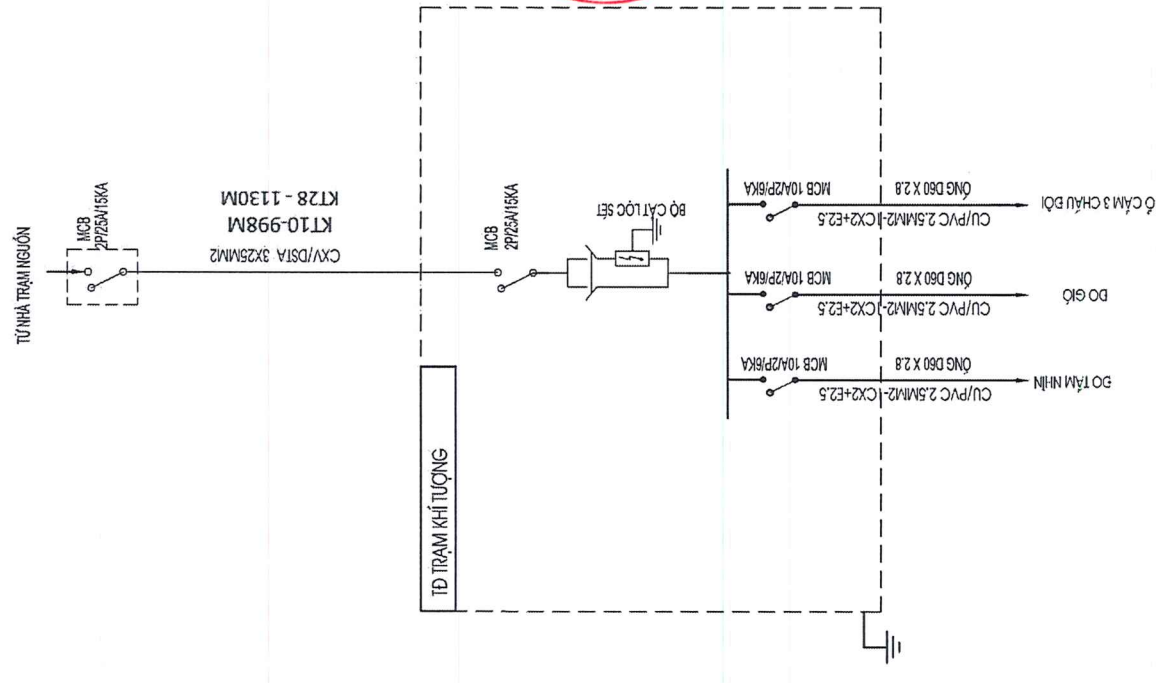 TỪ NHÀ TRẠM NGUỒN
MCB
2P/25A/15KA
CXV/DSTA 3X25MM2
KT10-998M
KT28 - 1130M
TĐ TRẠM KHÍ TƯỢNG
MCB
2P/25A/15KA
BỘ CẮT LỌC SÉT
MCB 10A/2P/6KA
CU/PVC 2.5MM2-1CX2+E2.5
ỐNG D60 X 2.8
Ổ CẮM 3 CHẤU ĐÔI
MCB 10A/2P/6KA
CU/PVC 2.5MM2-1CX2+E2.5
ỐNG D60 X 2.8
ĐO GIÓ
MCB 10A/2P/6KA
CU/PVC 2.5MM2-1CX2+E2.5
ỐNG D60 X 2.8
ĐO TẦM NHÌN